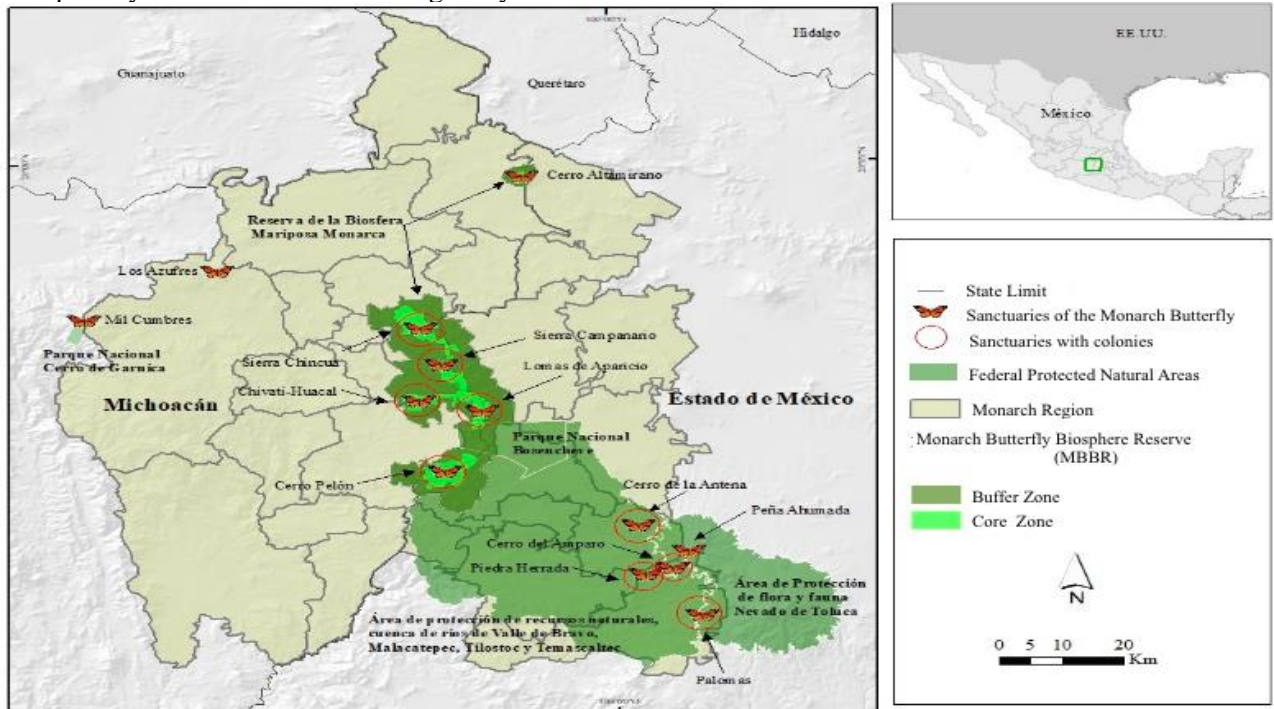 Hidalgo
Guanajuato
Querétaro
Cerro Altamirano
Reserva de la Biosfera
Mariposa Monarca
Los Azufres
Mil Cumbres
Parque Nacional
Cerro de Garnica
Sierra Campanario
Sierra Chincua
Lomas de Aparicio
Chivati-Huacal
Michoacán
Estado de México
Parque Nacional
Bosencheve
Cerro Pelón
Cerro de la Antena
Peña Ahumada
Cerro del Amparo
Piedra Herrada
Área de Protección
de flora y fauna
Nevado de Toluca
Área de protección de recursos naturales,
cuenca de ríos de Valle de Bravo,
Malacatepec, Tilostoc y Temascaltec
Palomas
EE.UU.
México
State Limit
Sanctuaries of the Monarch Butterfly
Sanctuaries with colonies
Federal Protected Natural Areas
Monarch Region
Monarch Butterfly Biosphere Reserve
(MBBR)
Buffer Zone
Core Zone
N
0 5 10 20
Km